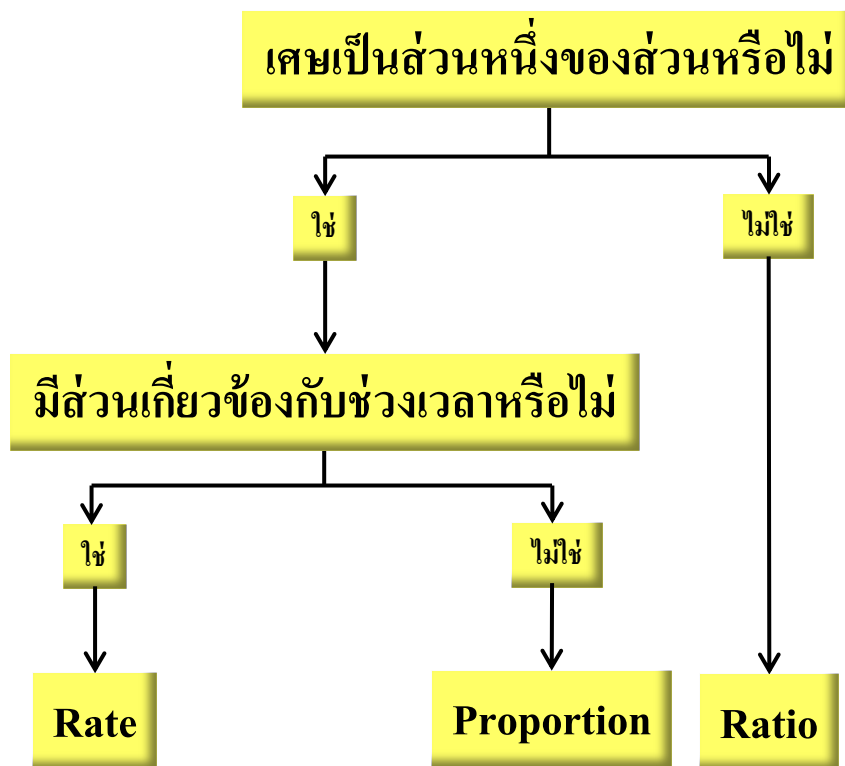 เศษเป็นส่วนหนึ่งของส่วนหรือไม่
ใช่
ไม่ใช่
มีส่วนเกี่ยวข้องกับช่วงเวลาหรือไม่
ใช่
ไม่ใช่
Rate
Proportion
Ratio